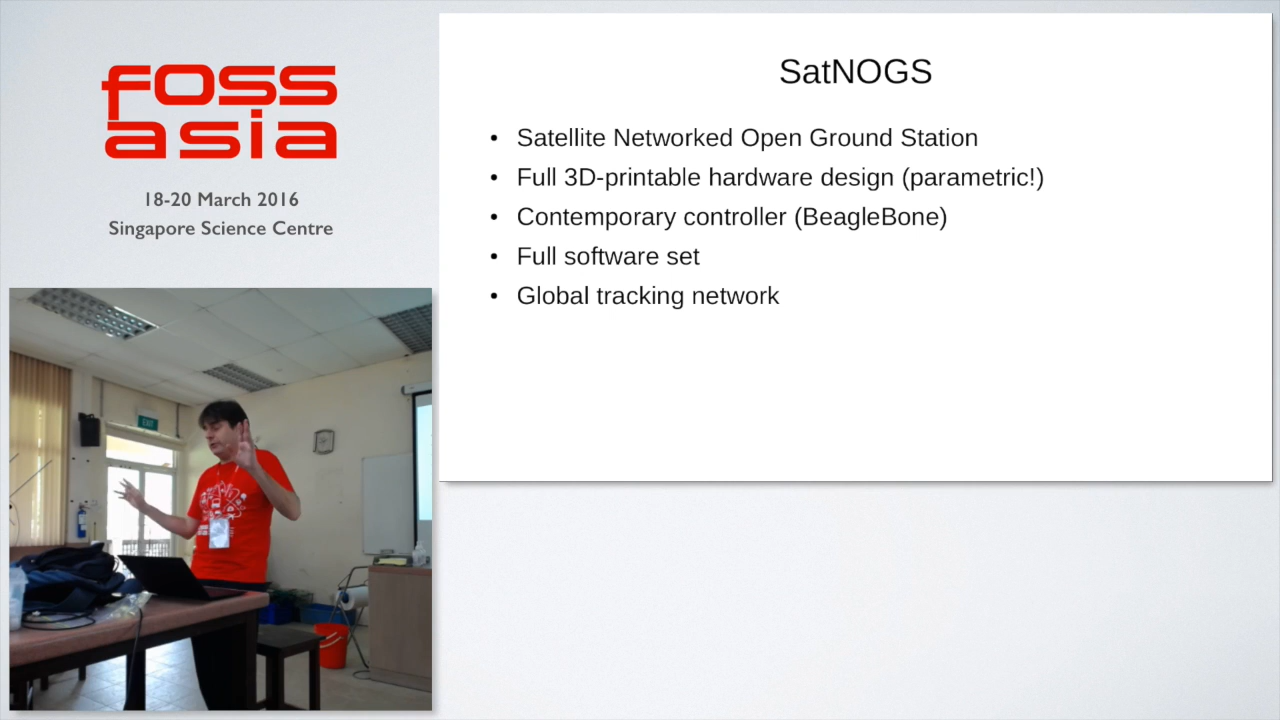 foss
asia
18-20 March 2016
Singapore Science Centre
SatNOGS
• Satellite Networked Open Ground Station
• Full 3D-printable hardware design (parametric!)
• Contemporary controller (BeagleBone)
• Full software set
• Global tracking network
EXIT